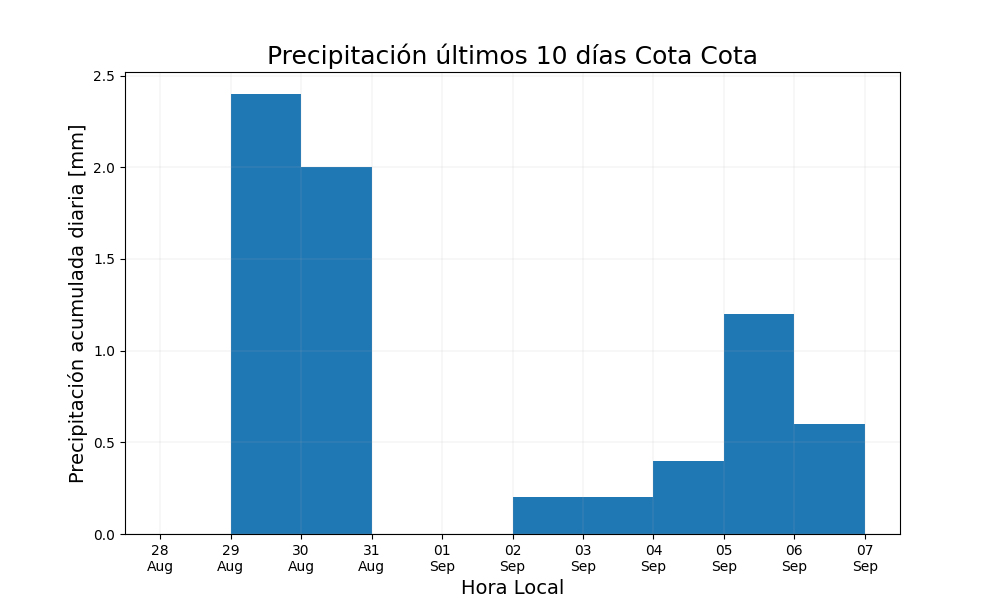 Precipitación últimos 10 días Cota Cota
Precipitación acumulada diaria [mm]
2.5
2.0
1.5
1.0
0.5
0.0
28 29 30 31 01 02 03 04 05 06 07
Aug Aug Aug Aug Sep Sep Sep Sep Sep Sep Sep
Hora Local